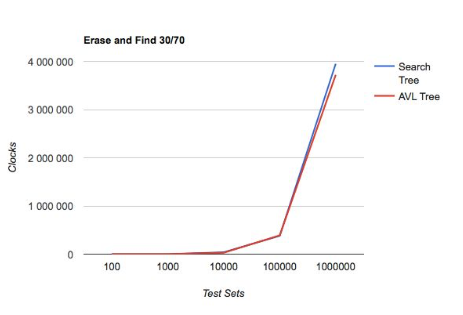 Erase and Find 30/70
4 000 000
3 000 000
2 000 000
1 000 000
0
Clocks
100 1000 10000 100000 1000000
Test Sets
Search
Tree
AVL Tree